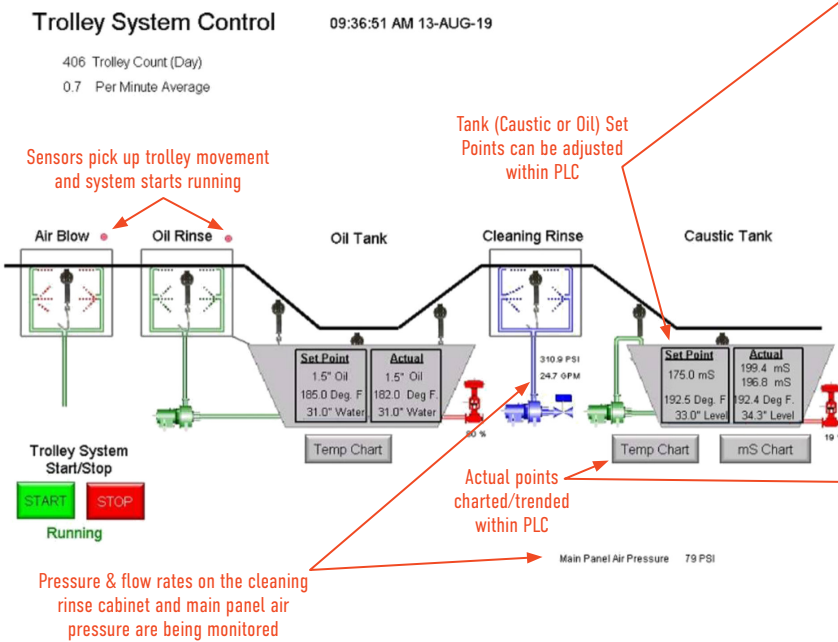 Trolley System Control
09:36:51 AM 13-AUG-19
406 Trolley Count (Day)
0.7 Per Minute Average
Tank (Caustic or Oil) Set
Points can be adjusted
within PLC
Sensors pick up trolley movement
and system starts running
Air Blow
Oil Rinse
Oil Tank
Cleaning Rinse
Caustic Tank
Set Point
1.5" Oil
185.0 Deg. F
31.0" Water
Actual
1.5" Oil
182.0 Deg. F.
31.0" Water
310.9 PSI
24.7 GPM
Set Point
175.0 mS
192.5 Deg. F
33.0" Level
Actual
199.4 mS
196.8 mS
192.4 Deg F.
34.3" Level
%
19
Temp Chart
Temp Chart
mS Chart
Trolley System
Start/Stop
START
STOP
Running
Actual points
charted/trended
within PLC
Main Panel Air Pressure 79 PSI
Pressure & flow rates on the cleaning
rinse cabinet and main panel air
pressure are being monitored